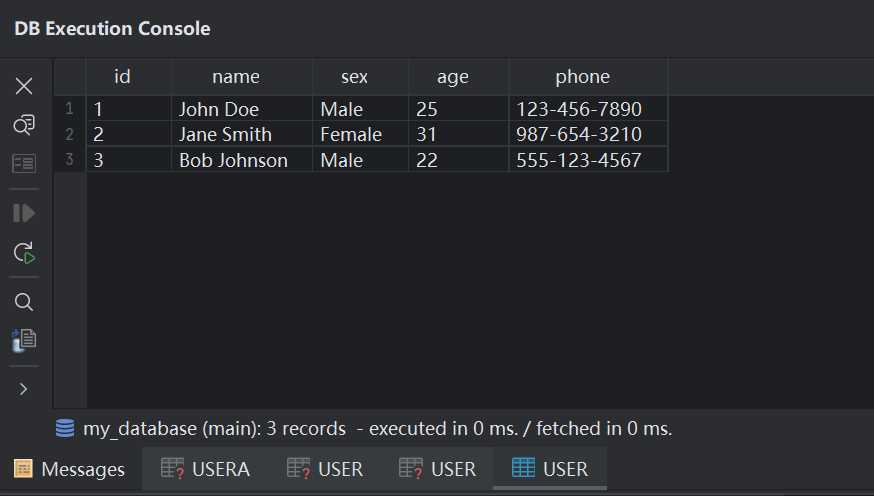 DB Execution Console
id name sex age phone
1 1 John Doe Male 25 123-456-7890
2 2 Jane Smith Female 31 987-654-3210
3 3 Bob Johnson Male 22 555-123-4567
my_database (main): 3 records - executed in 0 ms. / fetched in 0 ms.
Messages ? USERA ? USER ? USER USER